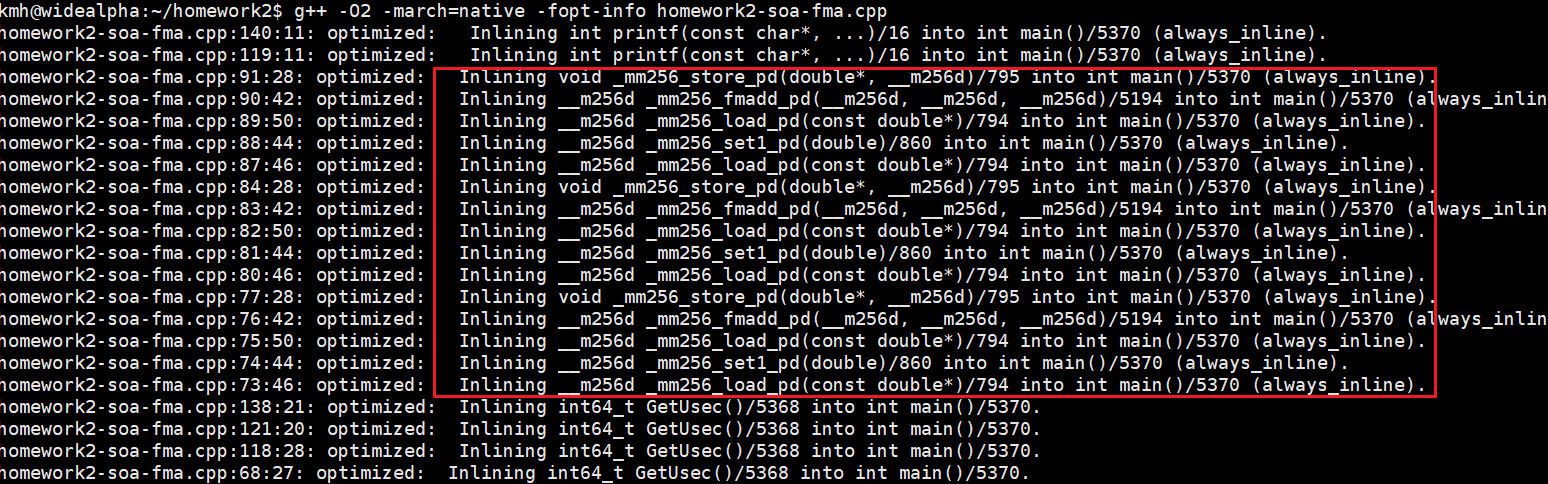 kmh@widealpha:~/homework2$ g++ -O2 -march=native -fopt-info homework2-soa-fma.cpp
homework2-soa-fma.cpp:140:11: optimized:   Inlining int printf(const char*, ...)/16 into int main()/5370 (always_inline).
homework2-soa-fma.cpp:119:11: optimized:   Inlining int printf(const char*, ...)/16 into int main()/5370 (always_inline).
homework2-soa-fma.cpp:91:28: optimized:   Inlining void _mm256_store_pd(double*, __m256d)/795 into int main()/5370 (always_inline).
homework2-soa-fma.cpp:90:42: optimized:   Inlining __m256d _mm256_fmadd_pd(__m256d, __m256d, __m256d)/5194 into int main()/5370 (always_inlin
homework2-soa-fma.cpp:89:50: optimized:   Inlining __m256d _mm256_load_pd(const double*)/794 into int main()/5370 (always_inline).
homework2-soa-fma.cpp:88:44: optimized:   Inlining __m256d _mm256_set1_pd(double)/860 into int main()/5370 (always_inline).
homework2-soa-fma.cpp:87:46: optimized:   Inlining __m256d _mm256_load_pd(const double*)/794 into int main()/5370 (always_inline).
homework2-soa-fma.cpp:84:28: optimized:   Inlining void _mm256_store_pd(double*, __m256d)/795 into int main()/5370 (always_inline).
homework2-soa-fma.cpp:83:42: optimized:   Inlining __m256d _mm256_fmadd_pd(__m256d, __m256d, __m256d)/5194 into int main()/5370 (always_inlin
homework2-soa-fma.cpp:82:50: optimized:   Inlining __m256d _mm256_load_pd(const double*)/794 into int main()/5370 (always_inline).
homework2-soa-fma.cpp:81:44: optimized:   Inlining __m256d _mm256_set1_pd(double)/860 into int main()/5370 (always_inline).
homework2-soa-fma.cpp:80:46: optimized:   Inlining __m256d _mm256_load_pd(const double*)/794 into int main()/5370 (always_inline).
homework2-soa-fma.cpp:77:28: optimized:   Inlining void _mm256_store_pd(double*, __m256d)/795 into int main()/5370 (always_inline).
homework2-soa-fma.cpp:76:42: optimized:   Inlining __m256d _mm256_fmadd_pd(__m256d, __m256d, __m256d)/5194 into int main()/5370 (always_inlin
homework2-soa-fma.cpp:75:50: optimized:   Inlining __m256d _mm256_load_pd(const double*)/794 into int main()/5370 (always_inline).
homework2-soa-fma.cpp:74:44: optimized:   Inlining __m256d _mm256_set1_pd(double)/860 into int main()/5370 (always_inline).
homework2-soa-fma.cpp:73:46: optimized:   Inlining __m256d _mm256_load_pd(const double*)/794 into int main()/5370 (always_inline).
homework2-soa-fma.cpp:138:21: optimized:  Inlining int64_t GetUsec()/5368 into int main()/5370.
homework2-soa-fma.cpp:121:20: optimized:  Inlining int64_t GetUsec()/5368 into int main()/5370.
homework2-soa-fma.cpp:118:28: optimized:  Inlining int64_t GetUsec()/5368 into int main()/5370.
homework2-soa-fma.cpp:68:27: optimized:  Inlining int64_t GetUsec()/5368 into int main()/5370.